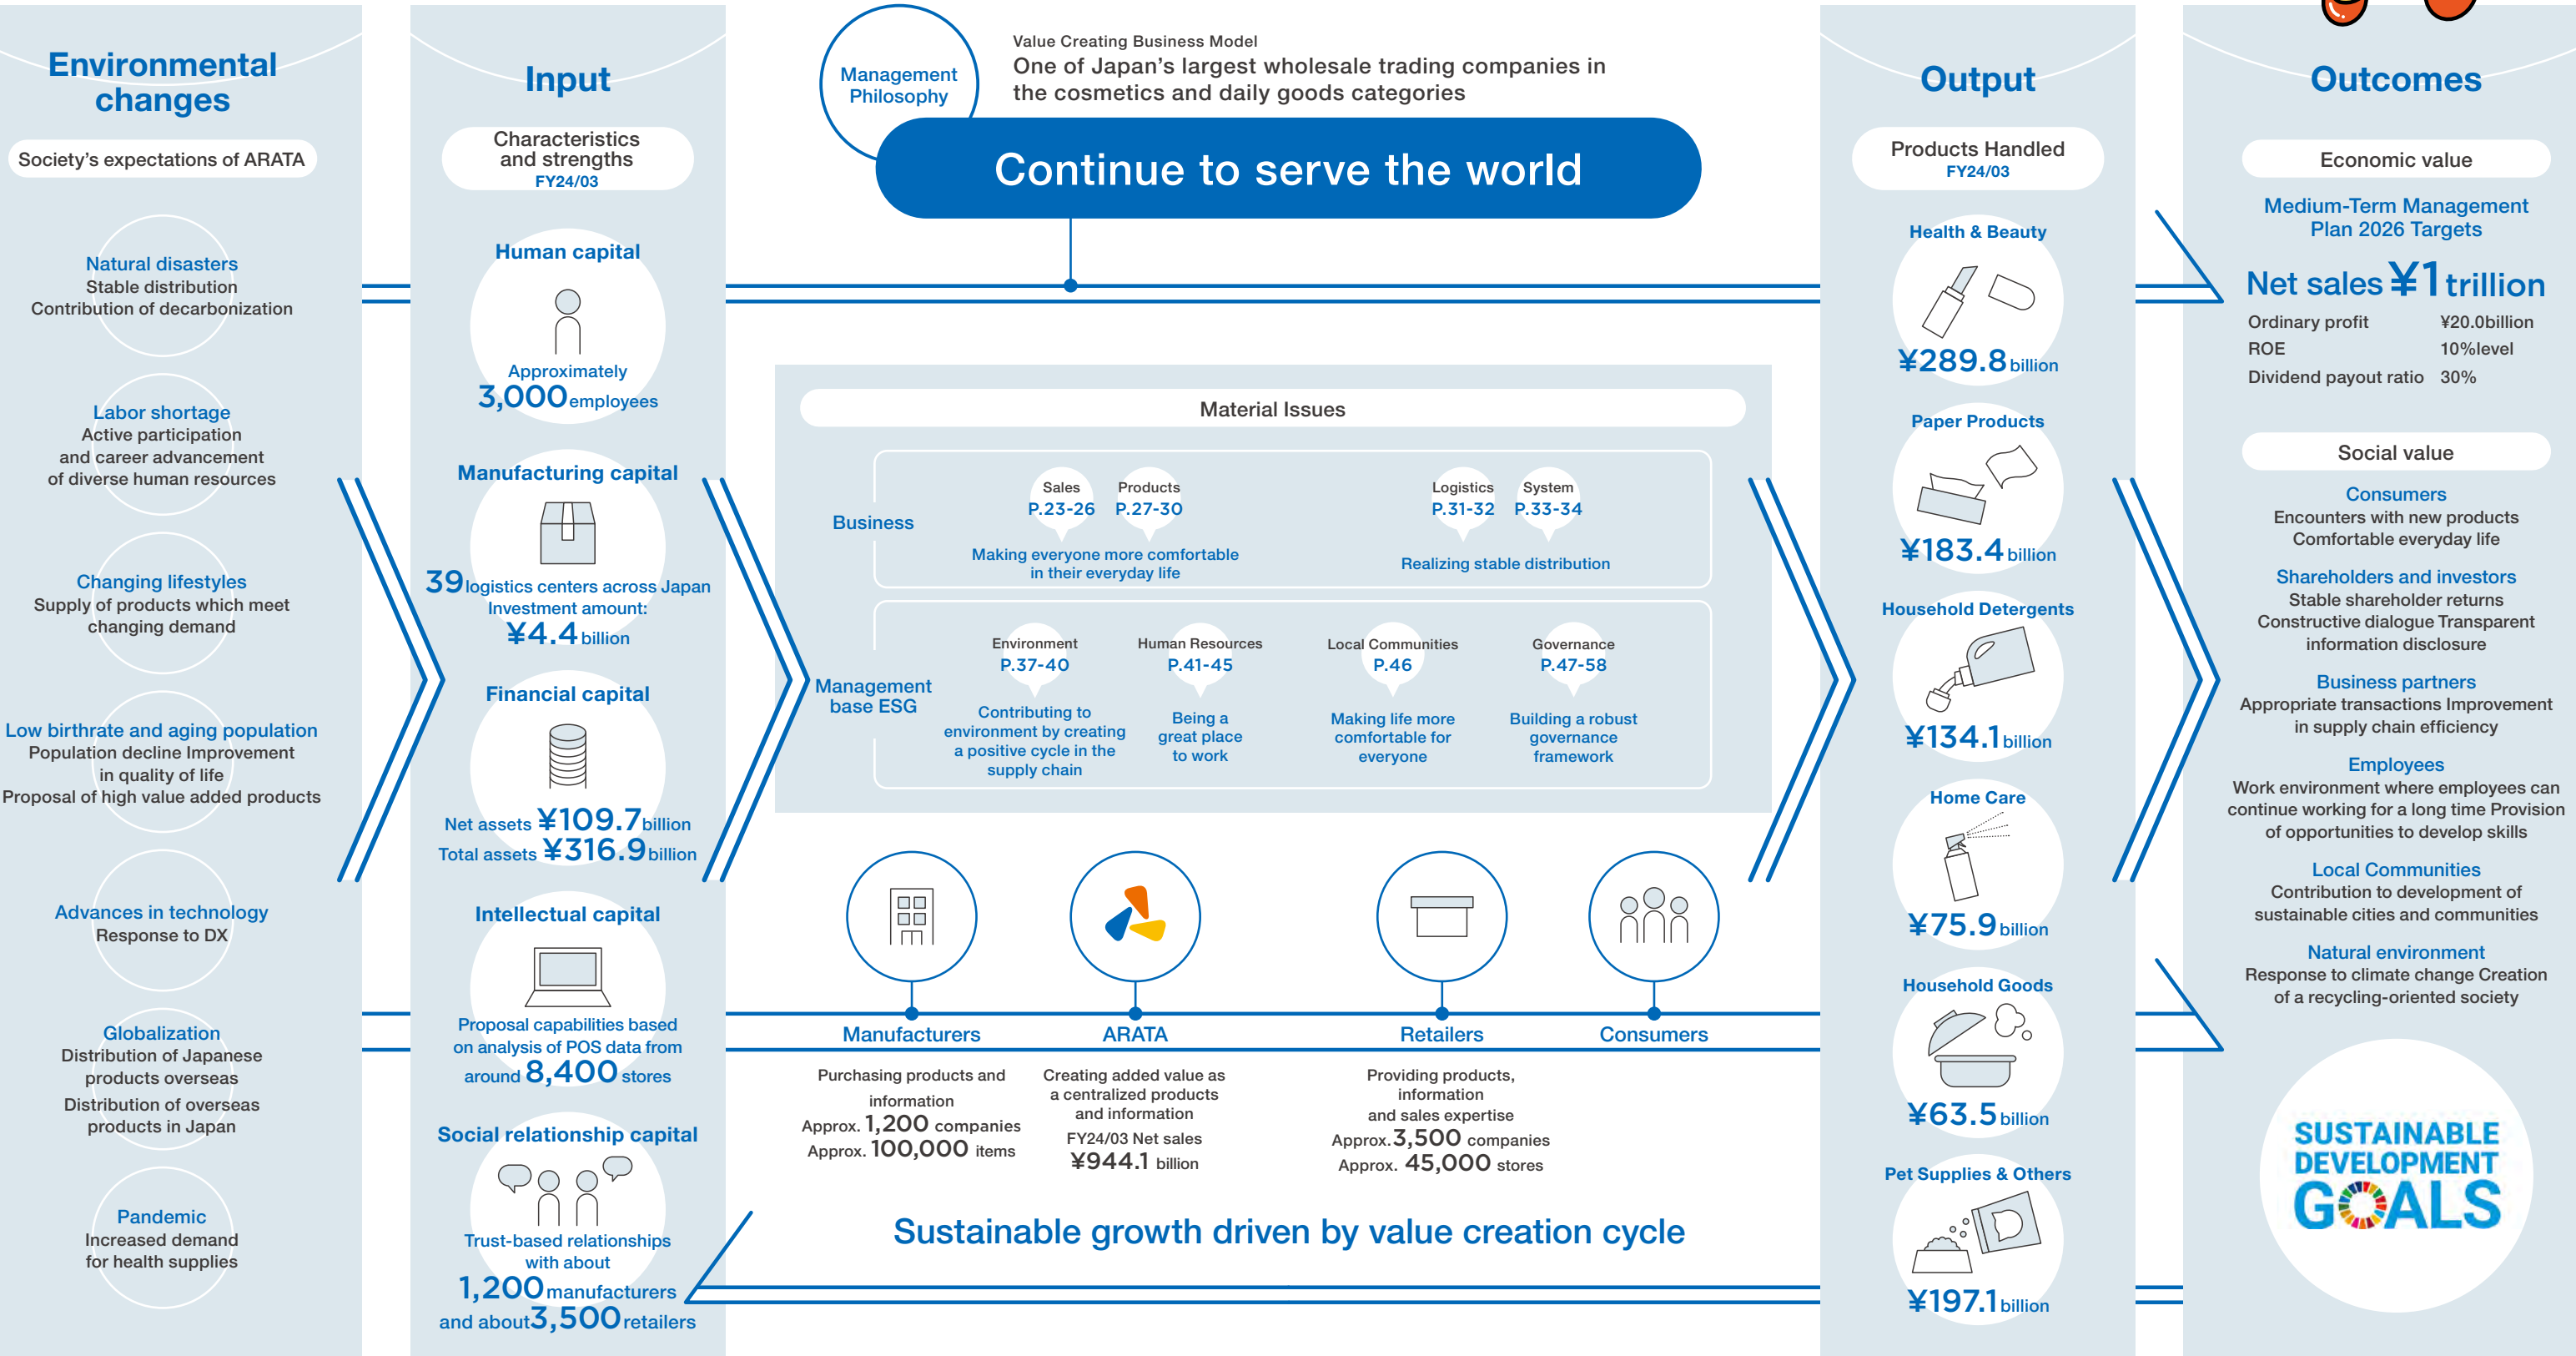 Environmental
changes
Society's expectations of ARATA
Natural disasters
Stable distribution
Contribution of decarbonization
Labor shortage
Active participation
and career advancement
of diverse human resources
Changing lifestyles
Supply of products which meet
changing demand
Low birthrate and aging population
Population decline Improvement
in quality of life
Proposal of high value added products
Advances in technology
Response to DX
Globalization
Distribution of Japanese
products overseas
Distribution of overseas
products in Japan
Pandemic
Increased demand
for health supplies
Input
Characteristics
and strengths
FY24/03
Human capital
Approximately
3,000 employees
Manufacturing capital
39 logistics centers across Japan
Investment amount:
¥4.4 billion
Financial capital
Net assets ¥109.7 billion
Total assets ¥316.9 billion
Intellectual capital
Proposal capabilities based
on analysis of POS data from
around 8,400 stores
Social relationship capital
Trust-based relationships
with about
1,200 manufacturers
and about 3,500 retailers
Management
Philosophy
Value Creating Business Model
One of Japan's largest wholesale trading companies in
the cosmetics and daily goods categories
Continue to serve the world
Material Issues
Business
Sales
P.23-26
Products
P.27-30
Making everyone more comfortable
in their everyday life
Logistics
P.31-32
System
P.33-34
Realizing stable distribution
Management
base ESG
Environment
P.37-40
Contributing to
environment by creating
a positive cycle in the
supply chain
Human Resources
P.41-45
Being a
great place
to work
Local Communities
P.46
Making life more
comfortable for
everyone
Governance
P.47-58
Building a robust
governance
framework
Manufacturers
Purchasing products and
information
Approx. 1,200 companies
Approx. 100,000 items
ARATA
Creating added value as
a centralized products
and information
FY24/03 Net sales
¥944.1 billion
Retailers
Providing products,
information
and sales expertise
Approx. 3,500 companies
Approx. 45,000 stores
Consumers
Sustainable growth driven by value creation cycle
Output
Products Handled
FY24/03
Health & Beauty
¥289.8 billion
Paper Products
¥183.4 billion
Household Detergents
¥134.1 billion
Home Care
¥75.9 billion
Household Goods
¥63.5 billion
Pet Supplies & Others
¥197.1 billion
Outcomes
Economic value
Medium-Term Management
Plan 2026 Targets
Net sales ¥1 trillion
Ordinary profit ¥20.0billion
ROE 10%level
Dividend payout ratio 30%
Social value
Consumers
Encounters with new products
Comfortable everyday life
Shareholders and investors
Stable shareholder returns
Constructive dialogue Transparent
information disclosure
Business partners
Appropriate transactions Improvement
in supply chain efficiency
Employees
Work environment where employees can
continue working for a long time Provision
of opportunities to develop skills
Local Communities
Contribution to development of
sustainable cities and communities
Natural environment
Response to climate change Creation
of a recycling-oriented society
SUSTAINABLE
DEVELOPMENT
GOALS